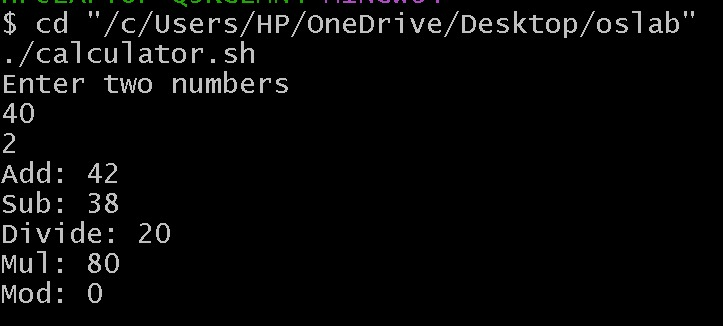 $ cd "/c/Users/HP/OneDrive/Desktop/oslab"
./calculator.sh
Enter two numbers
40
2
Add: 42
Sub: 38
Divide: 20
Mul: 80
Mod: 0